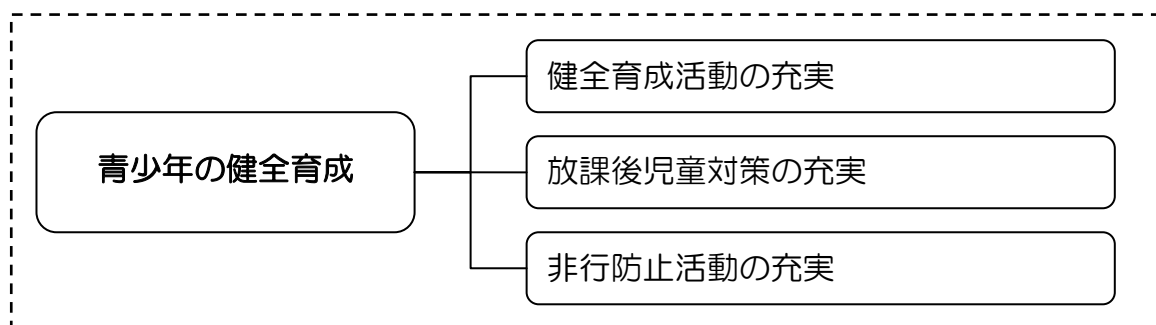 青少年の健全育成
健全育成活動の充実
放課後児童対策の充実
非行防止活動の充実